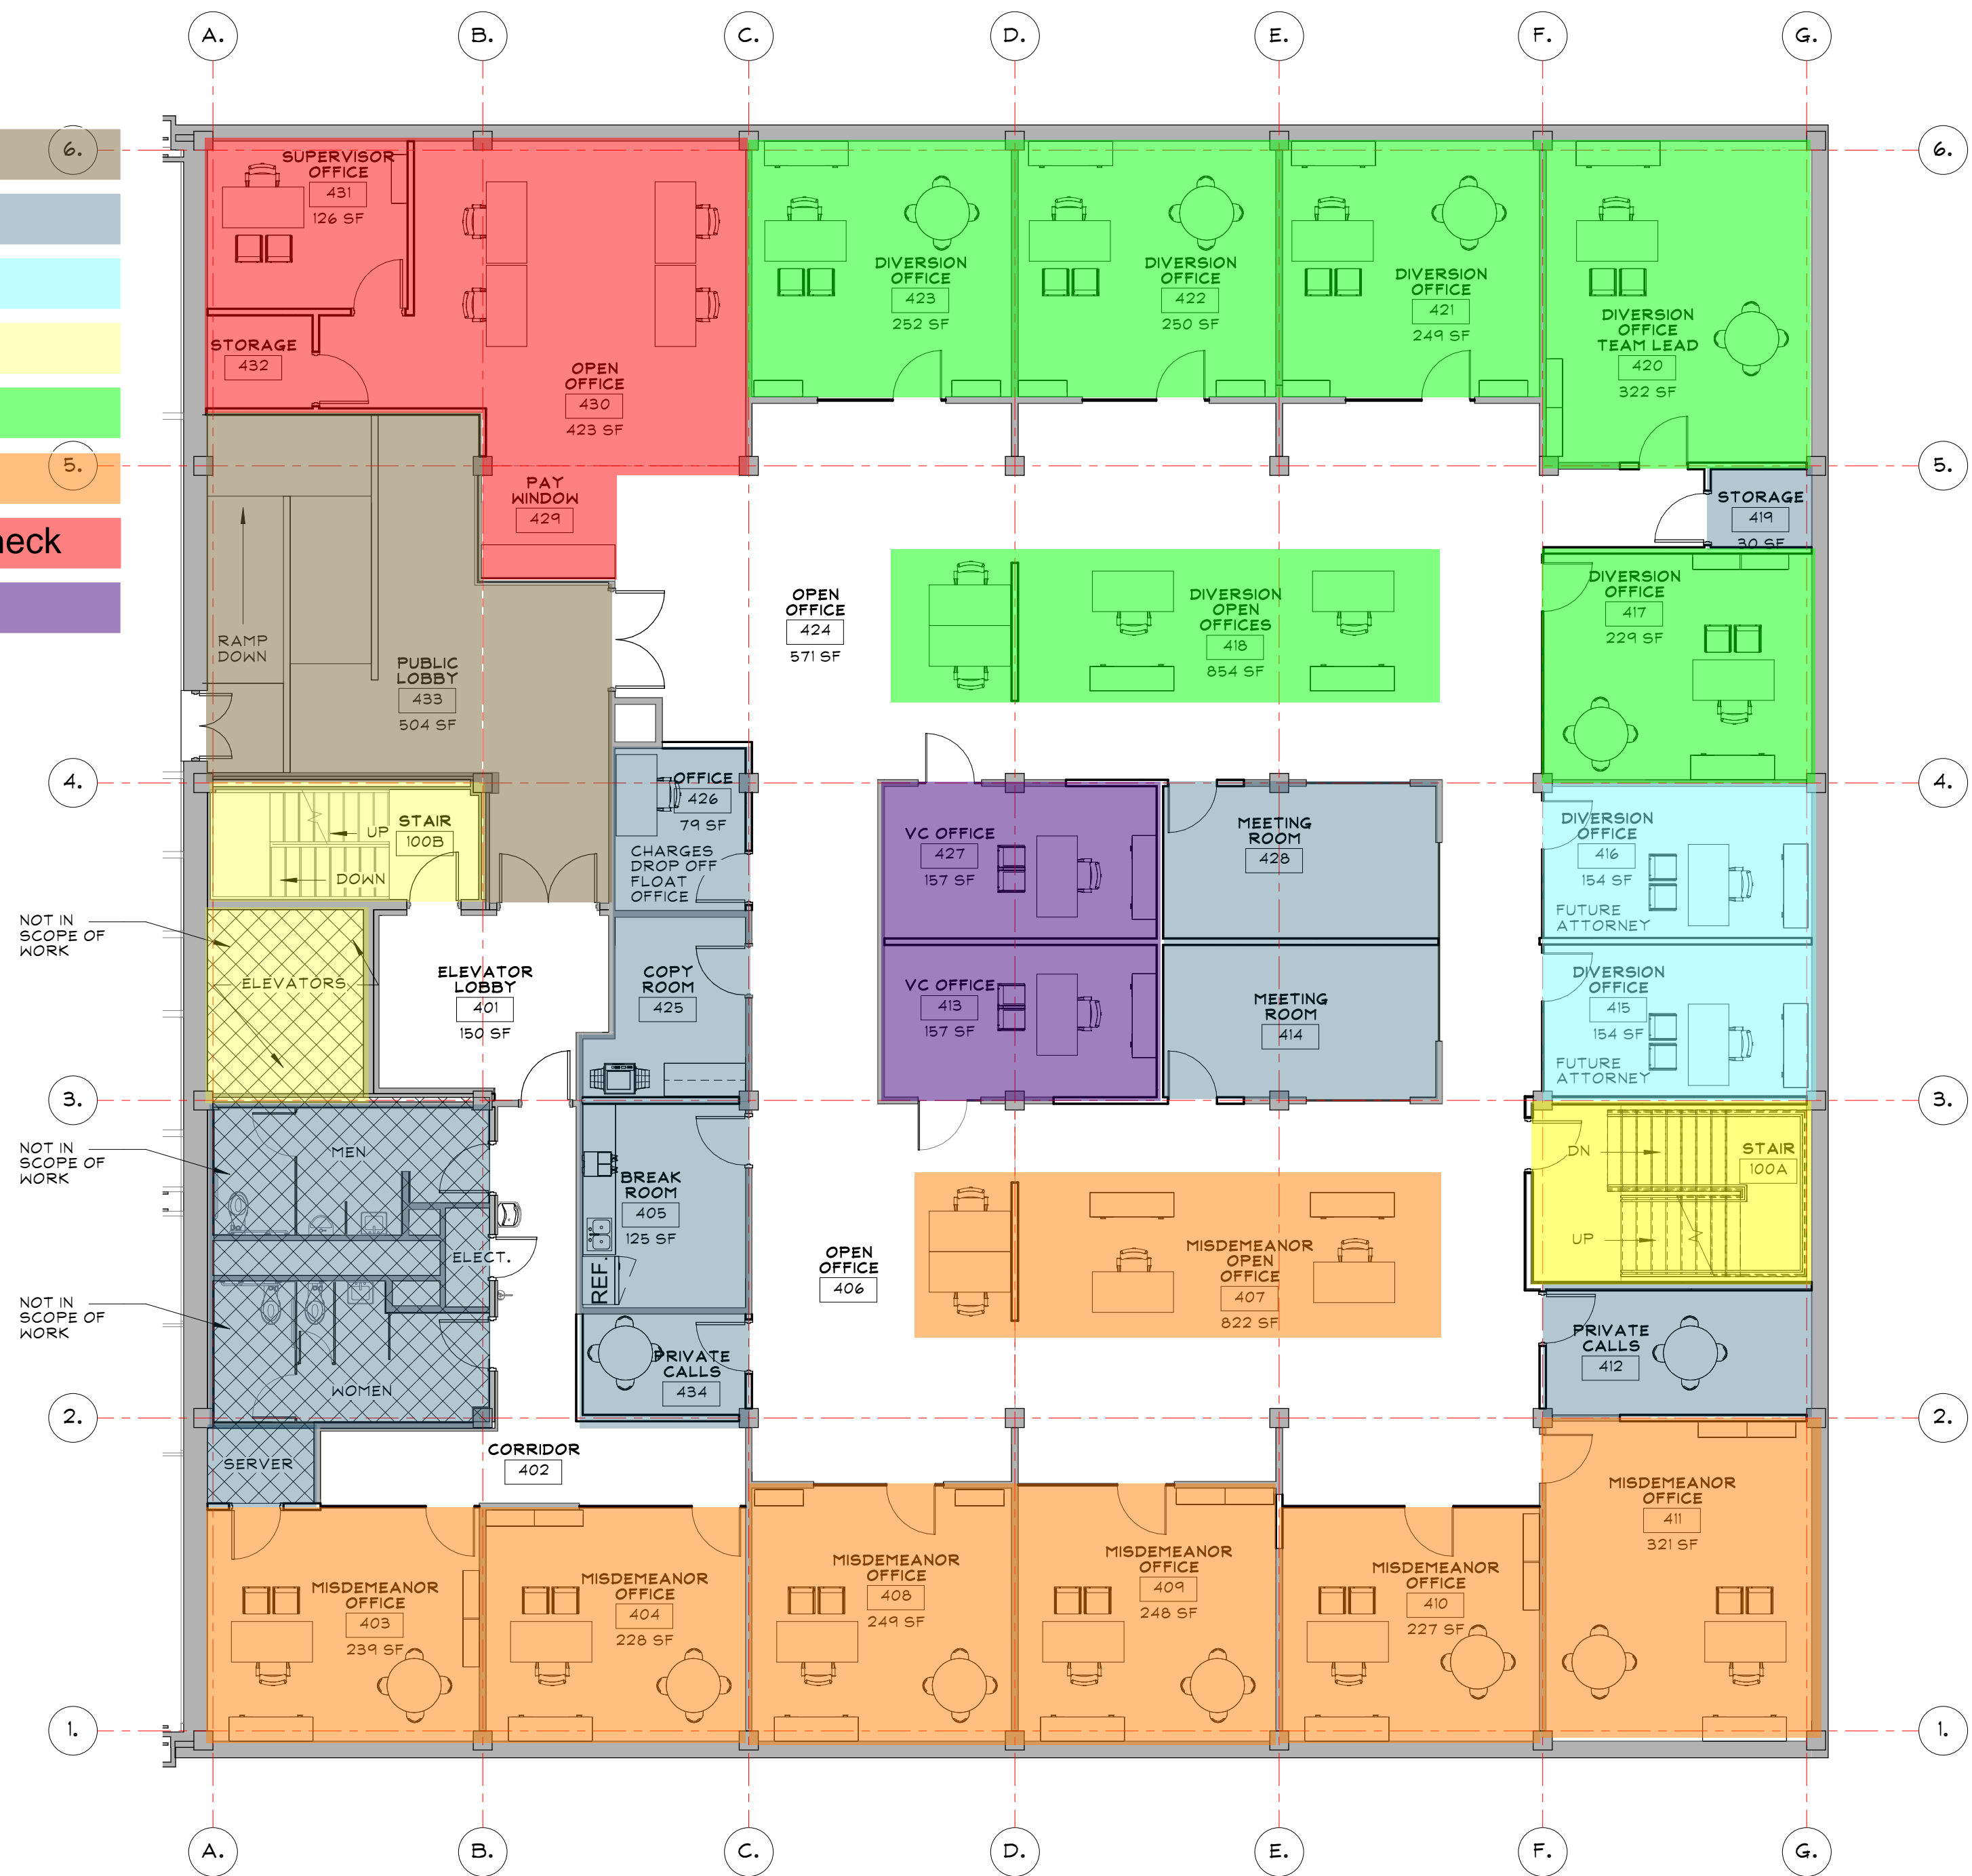 A.
B.
C.
D.
E.
F.
G.
6.
6.
5.
5.
neck
SUPERVISOR
OFFICE
431
126 SF
STORAGE
432
OPEN
OFFICE
430
423 SF
PAY
WINDOW
429
DIVERSION
OFFICE
423
252 SF
DIVERSION
OFFICE
422
250 SF
DIVERSION
OFFICE
421
249 SF
DIVERSION
OFFICE
TEAM LEAD
420
322 SF
STORAGE
419
30 SF
RAMP
DOWN
PUBLIC
LOBBY
433
504 SF
OPEN
OFFICE
424
571 SF
DIVERSION
OPEN
OFFICES
418
854 SF
DIVERSION
OFFICE
417
229 SF
4.
4.
STAIR
100B
UP
DOWN
OFFICE
426
79 SF
CHARGES
DROP OFF
FLOAT
OFFICE
VC OFFICE
427
157 SF
MEETING
ROOM
428
DIVERSION
OFFICE
416
154 SF
FUTURE
ATTORNEY
NOT IN
SCOPE OF
WORK
ELEVATORS
ELEVATOR
LOBBY
401
150 SF
COPY
ROOM
425
VC OFFICE
413
157 SF
MEETING
ROOM
414
DIVERSION
OFFICE
415
154 SF
FUTURE
ATTORNEY
3.
3.
NOT IN
SCOPE OF
WORK
MEN
ELECT.
BREAK
ROOM
405
125 SF
REF.
OPEN
OFFICE
406
MISDEMEANOR
OPEN
OFFICE
407
822 SF
DN
STAIR
100A
UP
NOT IN
SCOPE OF
WORK
WOMEN
PRIVATE
CALLS
434
PRIVATE
CALLS
412
2.
2.
SERVER
CORRIDOR
402
MISDEMEANOR
OFFICE
403
239 SF
MISDEMEANOR
OFFICE
404
228 SF
MISDEMEANOR
OFFICE
408
249 SF
MISDEMEANOR
OFFICE
409
248 SF
MISDEMEANOR
OFFICE
410
227 SF
MISDEMEANOR
OFFICE
411
321 SF
1.
1.
A.
B.
C.
D.
E.
F.
G.